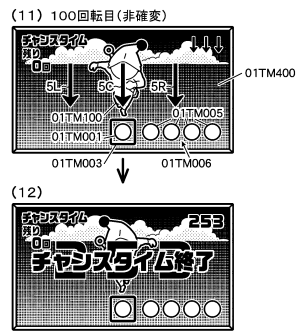 (11) 100回転目(非確変)
チャンスタイム
残り
0回
↓↓↓
01TM400
5L 5C 5R
01TM100
01TM005
01TM001
01TM003
01TM006
(12)
チャンスタイム
残り
0回
253
チャンスタイム終了